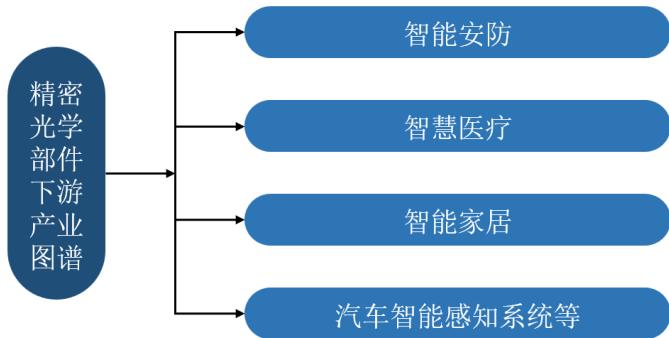 精密
光学
部件
下游
产业
图谱
智能安防
智慧医疗
智能家居
汽车智能感知系统等